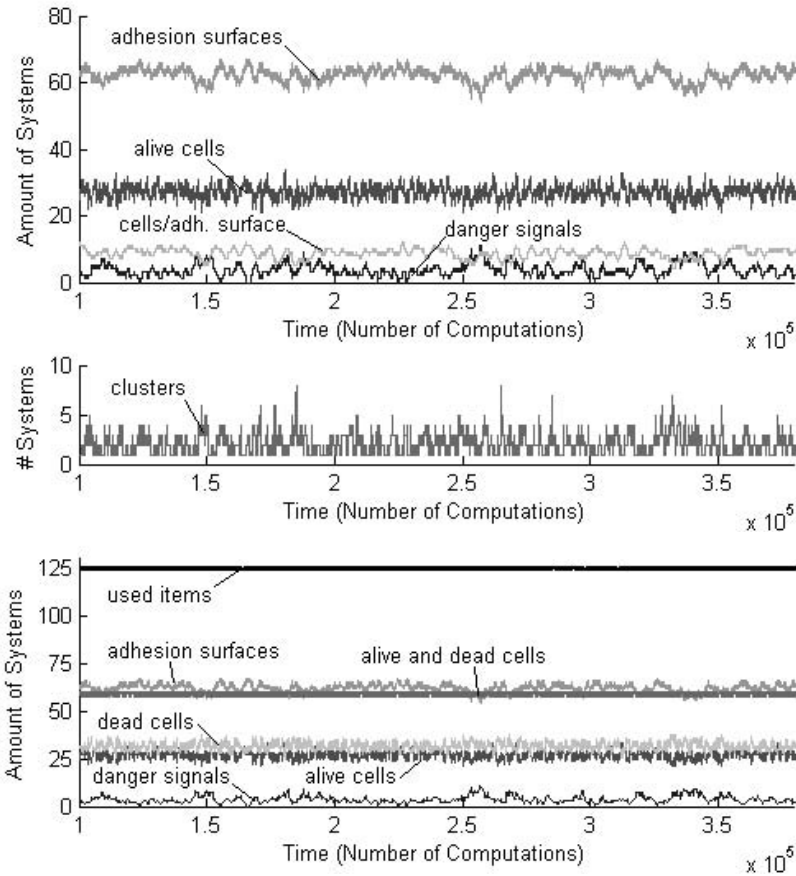 80
60
40
20
0
Amount of Systems
adhesion surfaces
alive cells
cells/adh. surface
danger signals
1 1.5 2 2.5 3 3.5
Time (Number of Computations)
x 10^5
10
5
0
# Systems
clusters
1 1.5 2 2.5 3 3.5
Time (Number of Computations)
x 10^5
125
100
75
50
25
0
Amount of Systems
used items
adhesion surfaces
alive and dead cells
dead cells
danger signals
alive cells
1 1.5 2 2.5 3 3.5
Time (Number of Computations)
x 10^5